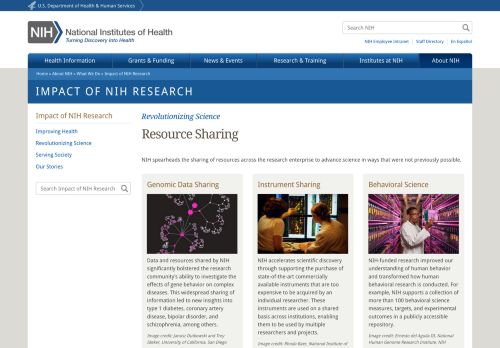 U.S. Department of Health & Human Services
NIH National Institutes of Health
Turning Discovery Into Health
Search NIH
NIH Employee Intranet | Staff Directory | En Español
Health Information
Grants & Funding
News & Events
Research & Training
Institutes at NIH
About NIH
Home » About NIH » What We Do » Impact of NIH Research
IMPACT OF NIH RESEARCH
Impact of NIH Research
Improving Health
Revolutionizing Science
Serving Society
Our Stories
Search Impact of NIH Research
Revolutionizing Science
Resource Sharing
NIH spearheads the sharing of resources across the research enterprise to advance science in ways that were not previously possible.
Genomic Data Sharing
Data and resources shared by NIH
significantly bolstered the research
community's ability to investigate the
effects of gene behavior on complex
diseases. This widespread sharing of
information led to new insights into
type 1 diabetes, coronary artery
disease, bipolar disorder, and
schizophrenia, among others.
Image credit: Janusz Dutkowski and Trey
Ideker, University of California, San Diego
Instrument Sharing
NIH accelerates scientific discovery
through supporting the purchase of
state-of-the-art commercially
available instruments that are too
expensive to be acquired by an
individual researcher. These
instruments are used on a shared
basis across institutions, enabling
them to be used by multiple
researchers and projects.
Image credit: Rhoda Baer, National Institute of
Behavioral Science
NIH-funded research improved our
understanding of human behavior
and transformed how human
behavioral research is conducted. For
example, NIH supports a collection of
more than 100 behavioral science
measures, targets, and experimental
outcomes in a publicly accessible
repository.
Image credit: Ernesto del Aguila III, National
Human Genome Research Institute, NIH